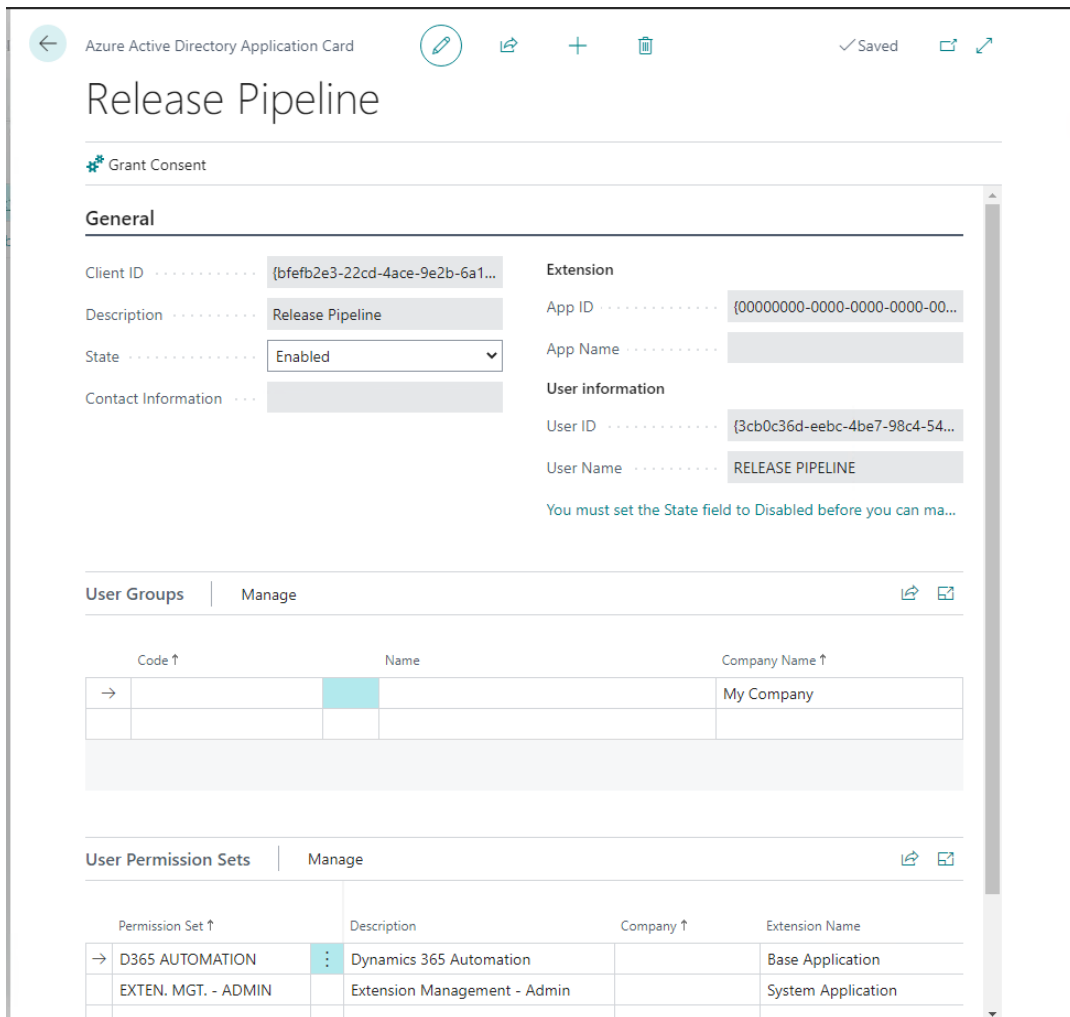 Azure Active Directory Application Card
Saved
Release Pipeline
Grant Consent
General
Client ID {bfefb2e3-22cd-4ace-9e2b-6a1...
Description Release Pipeline
State Enabled
Contact Information
Extension
App ID {00000000-0000-0000-0000-00...
App Name
User information
User ID {3cb0c36d-eebc-4be7-98c4-54...
User Name RELEASE PIPELINE
You must set the State field to Disabled before you can ma...
User Groups Manage
Code ↑ Name Company Name ↑
My Company
User Permission Sets Manage
Permission Set ↑ Description Company ↑ Extension Name
D365 AUTOMATION Dynamics 365 Automation Base Application
EXTEN. MGT. - ADMIN Extension Management - Admin System Application